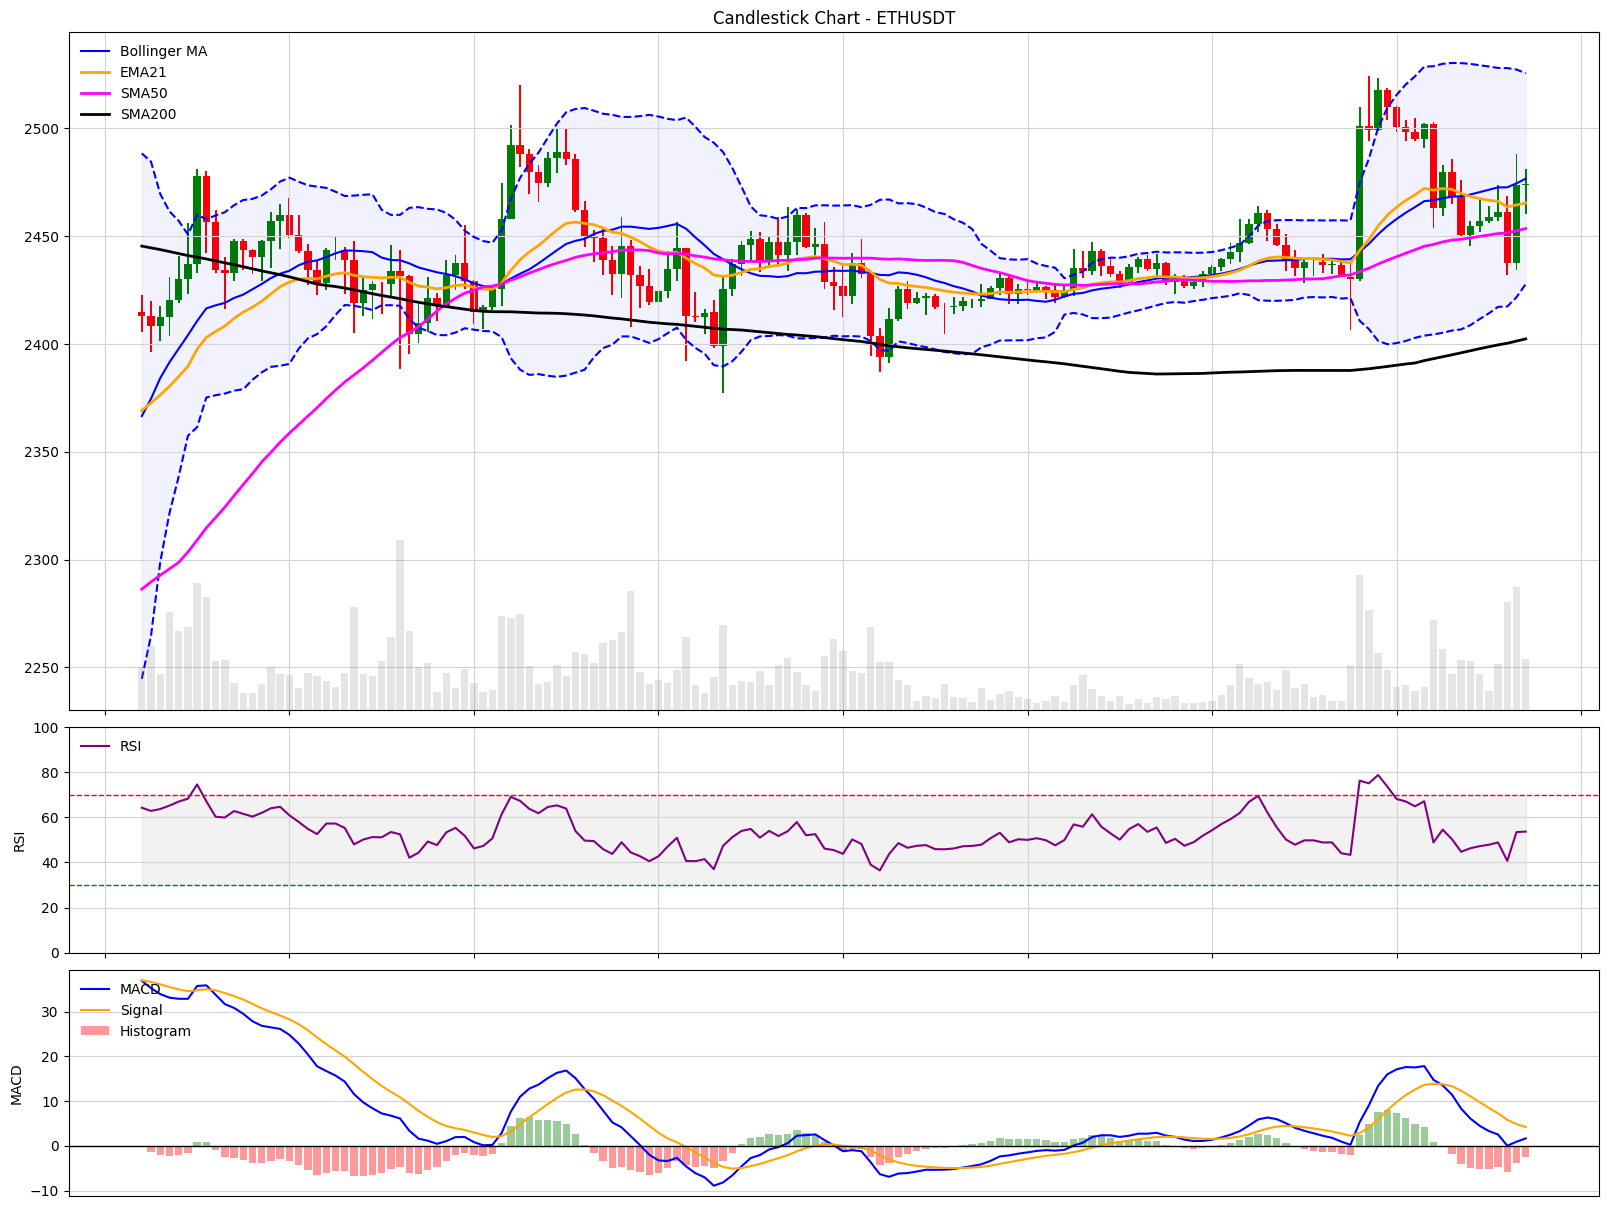 Candlestick Chart - ETHUSDT
Bollinger MA
EMA21
SMA50
SMA200
2500
2450
2400
2350
2300
2250
100
80
60
40
20
0
RSI
RSI
30
20
10
0
−10
MACD
MACD
Signal
Histogram